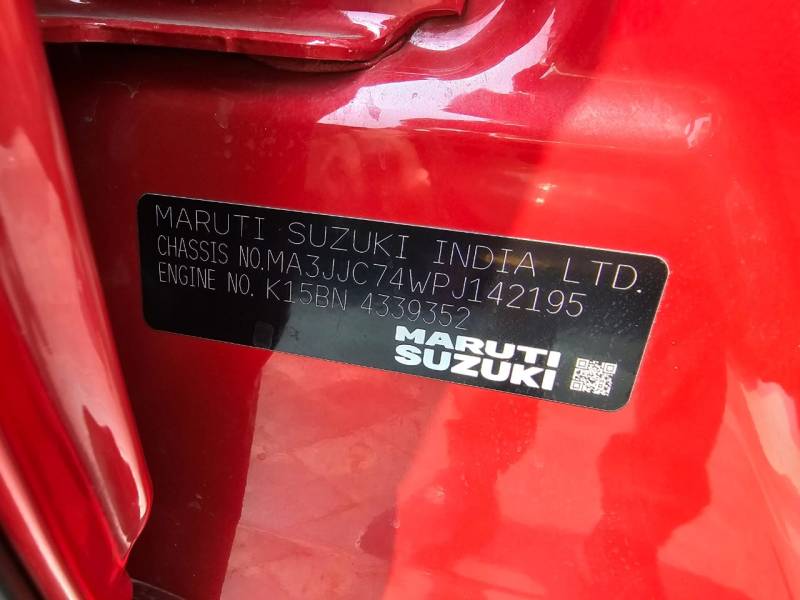 MARUTI SUZUKI INDIA LTD.
CHASSIS NO.MA3JJC74WPJ142195
ENGINE NO. K15BN 4339352
MARUTI
SUZUKI